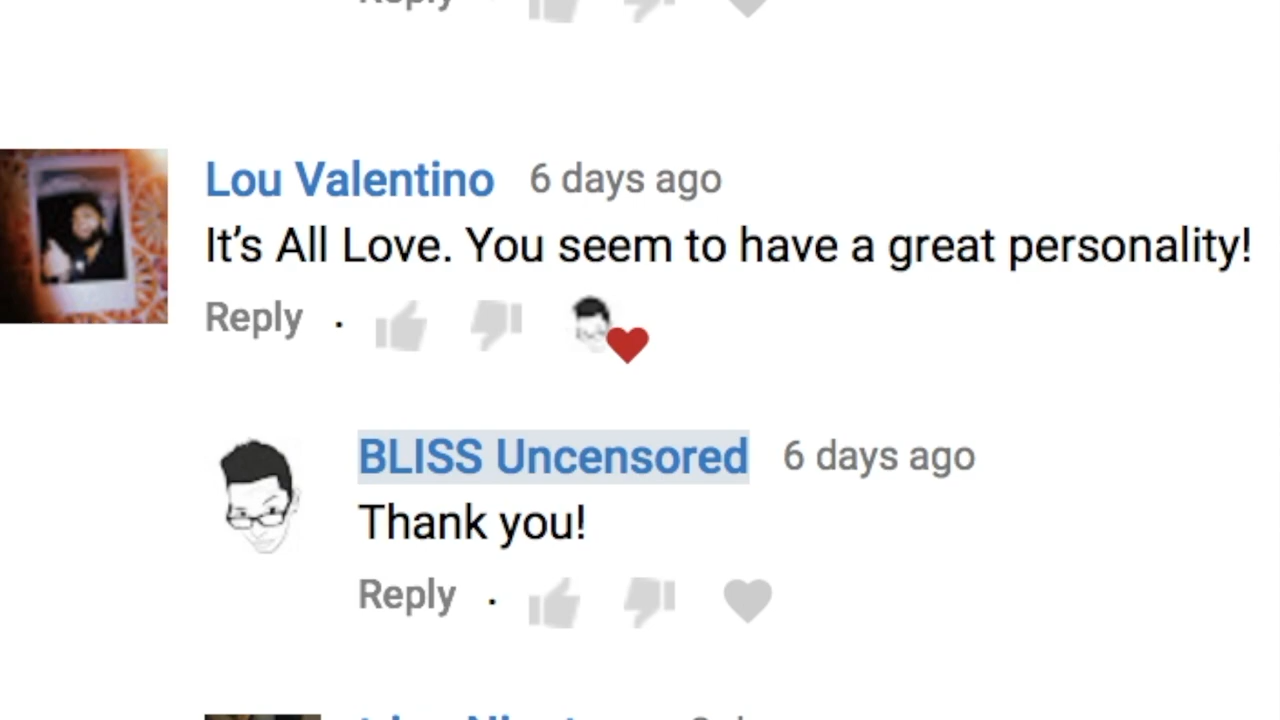 Reply
Lou Valentino 6 days ago
It's All Love. You seem to have a great personality!
Reply .
BLISS Uncensored 6 days ago
Thank you!
Reply .